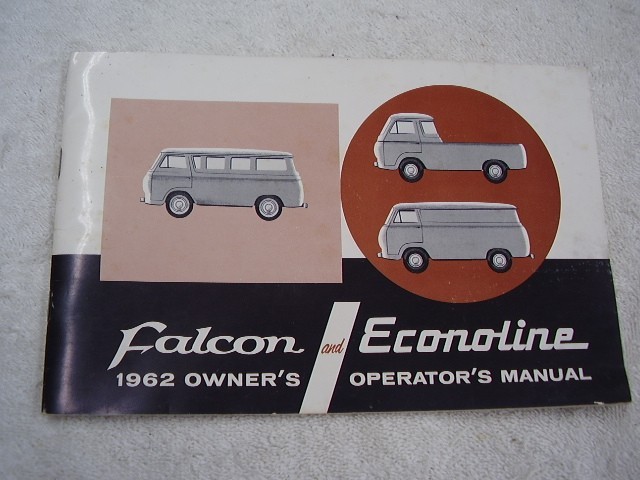 Falcon and Econoline
1962 OWNER'S OPERATOR'S MANUAL